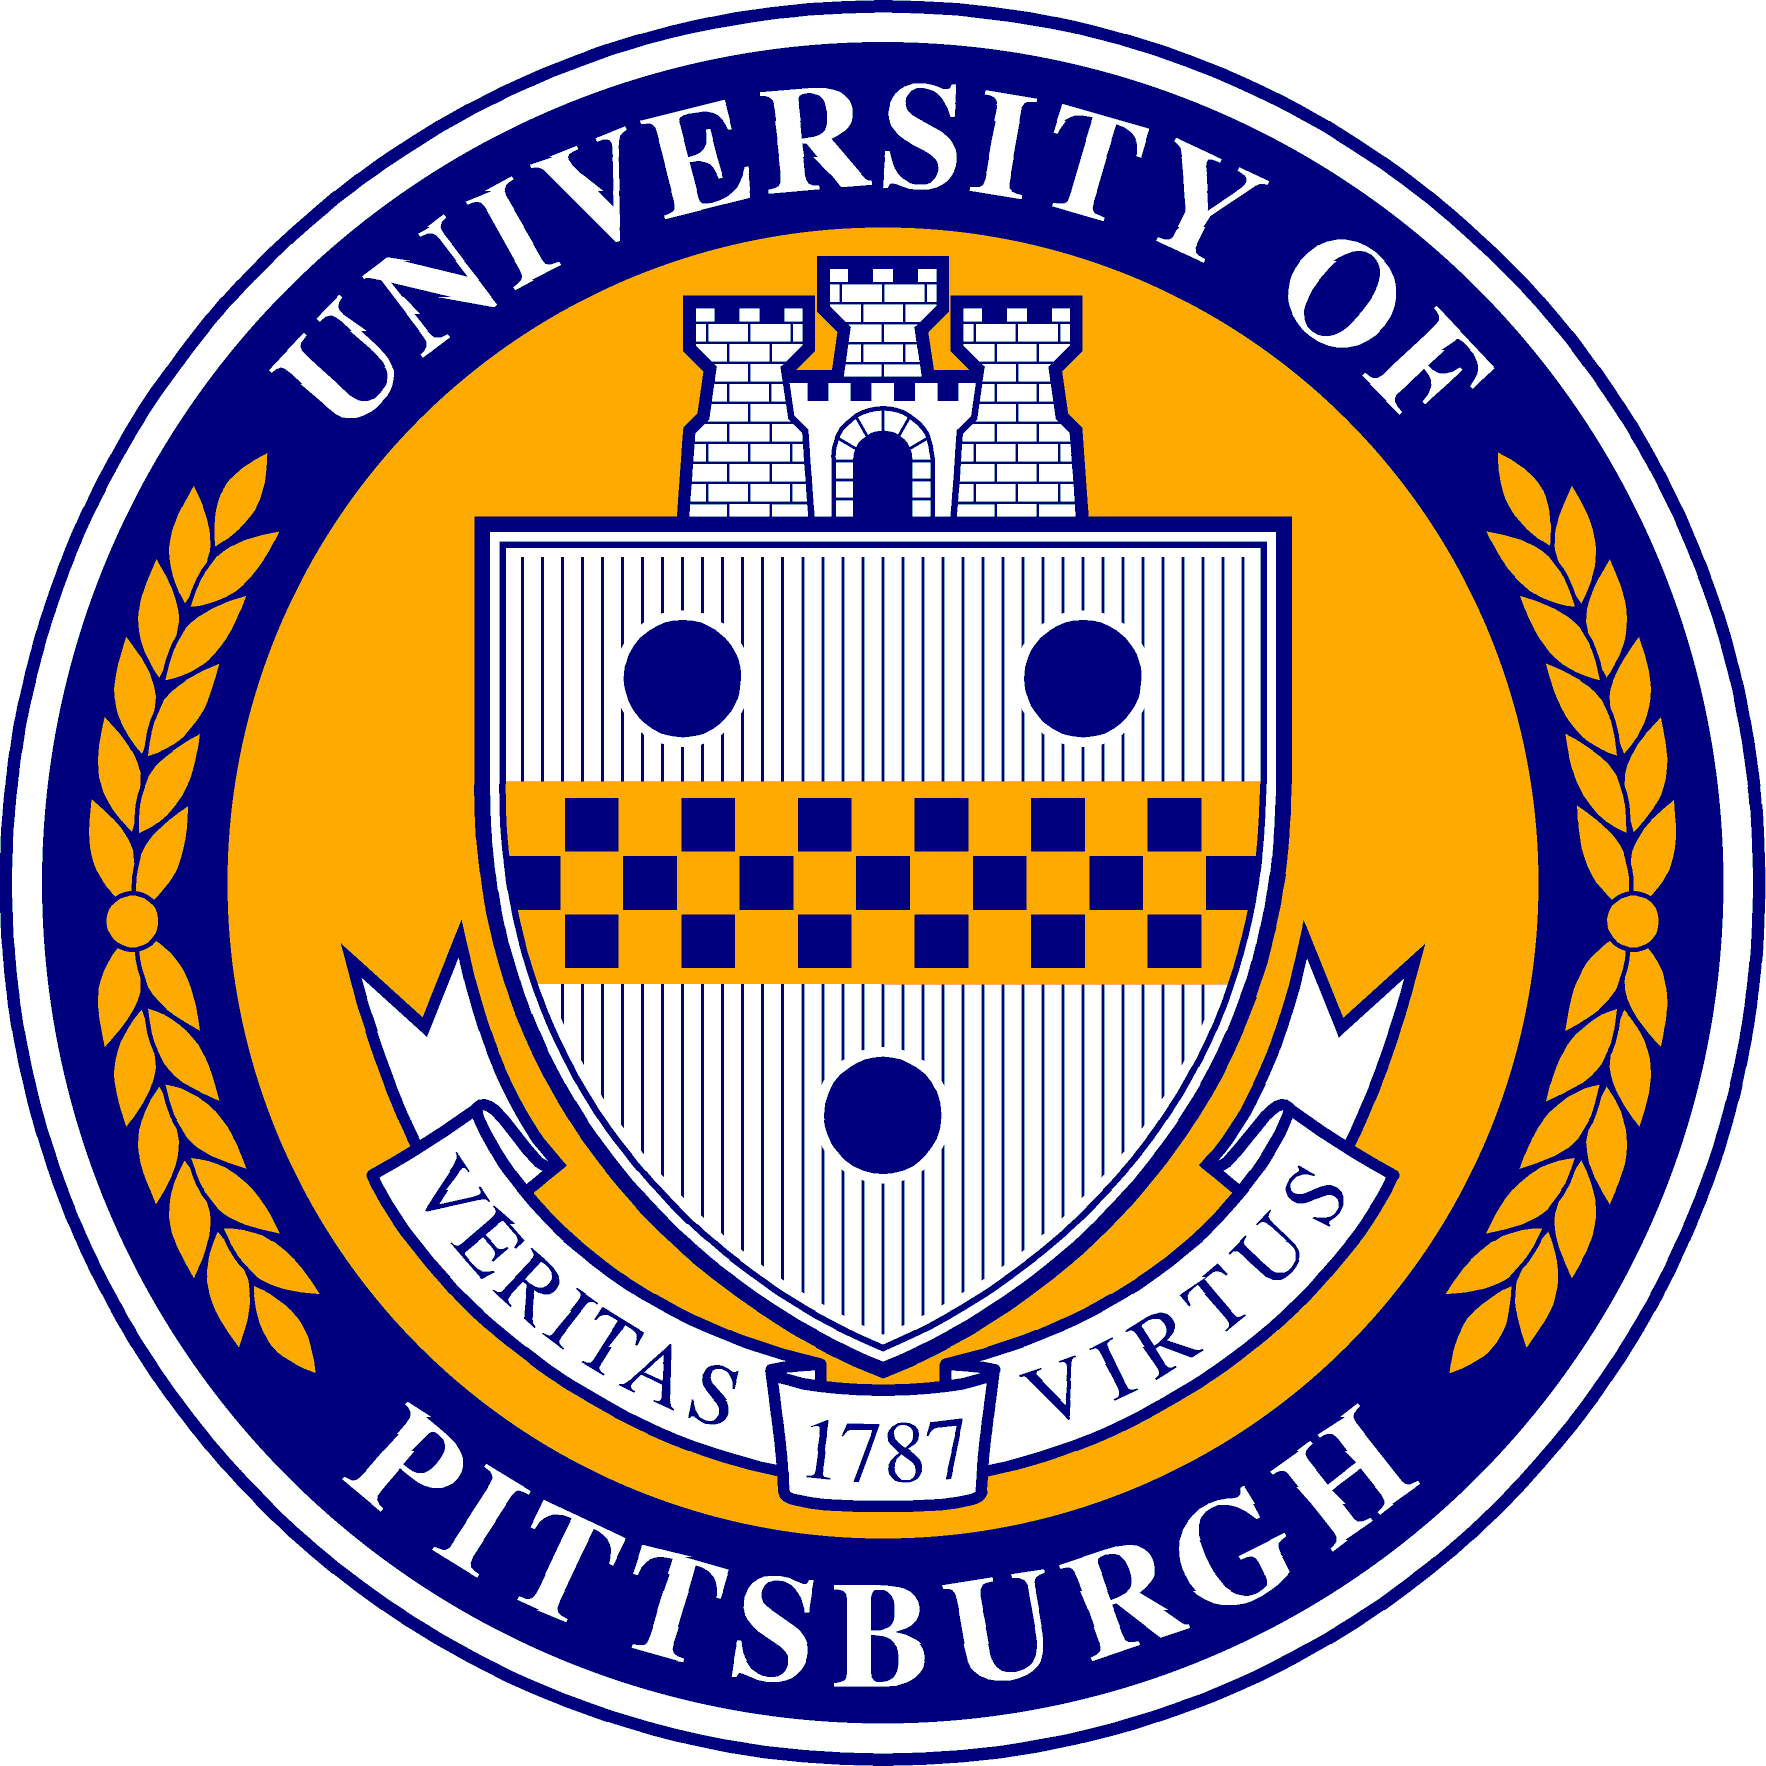 UNIVERSITY OF
VERITAS
VIRTUS
1787
PITTSBURGH